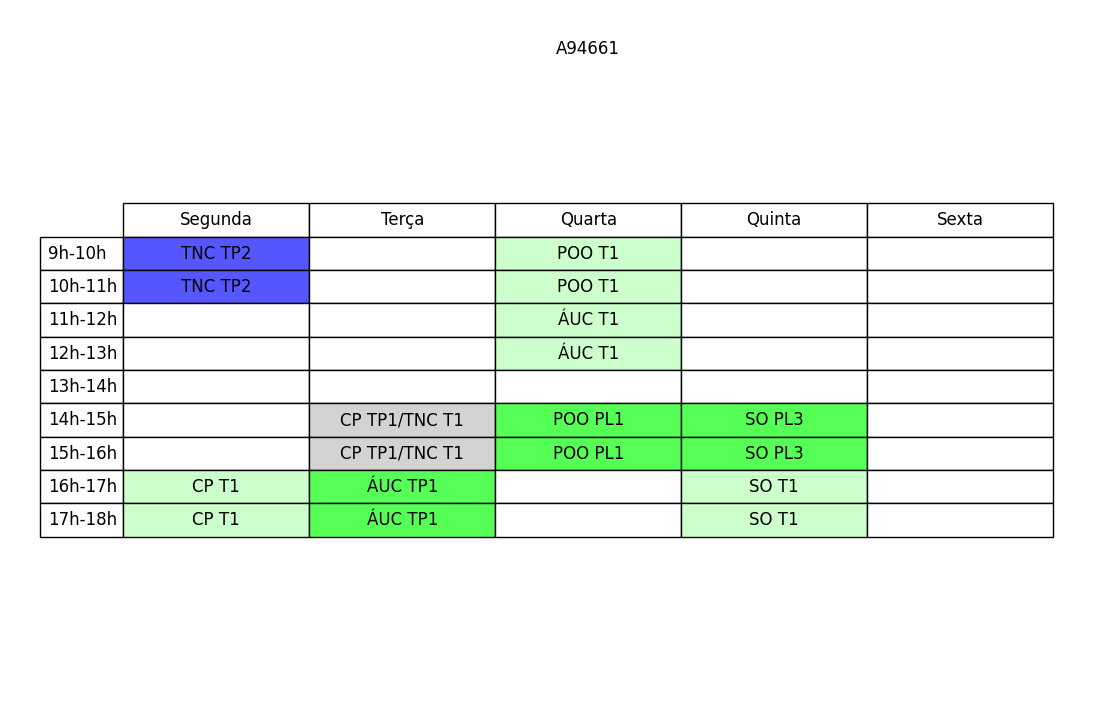 A94661
Segunda Terça Quarta Quinta Sexta
9h-10h TNC TP2 POO T1
10h-11h TNC TP2 POO T1
11h-12h ÁUC T1
12h-13h ÁUC T1
13h-14h
14h-15h CP TP1/TNC T1 POO PL1 SO PL3
15h-16h CP TP1/TNC T1 POO PL1 SO PL3
16h-17h CP T1 ÁUC TP1 SO T1
17h-18h CP T1 ÁUC TP1 SO T1